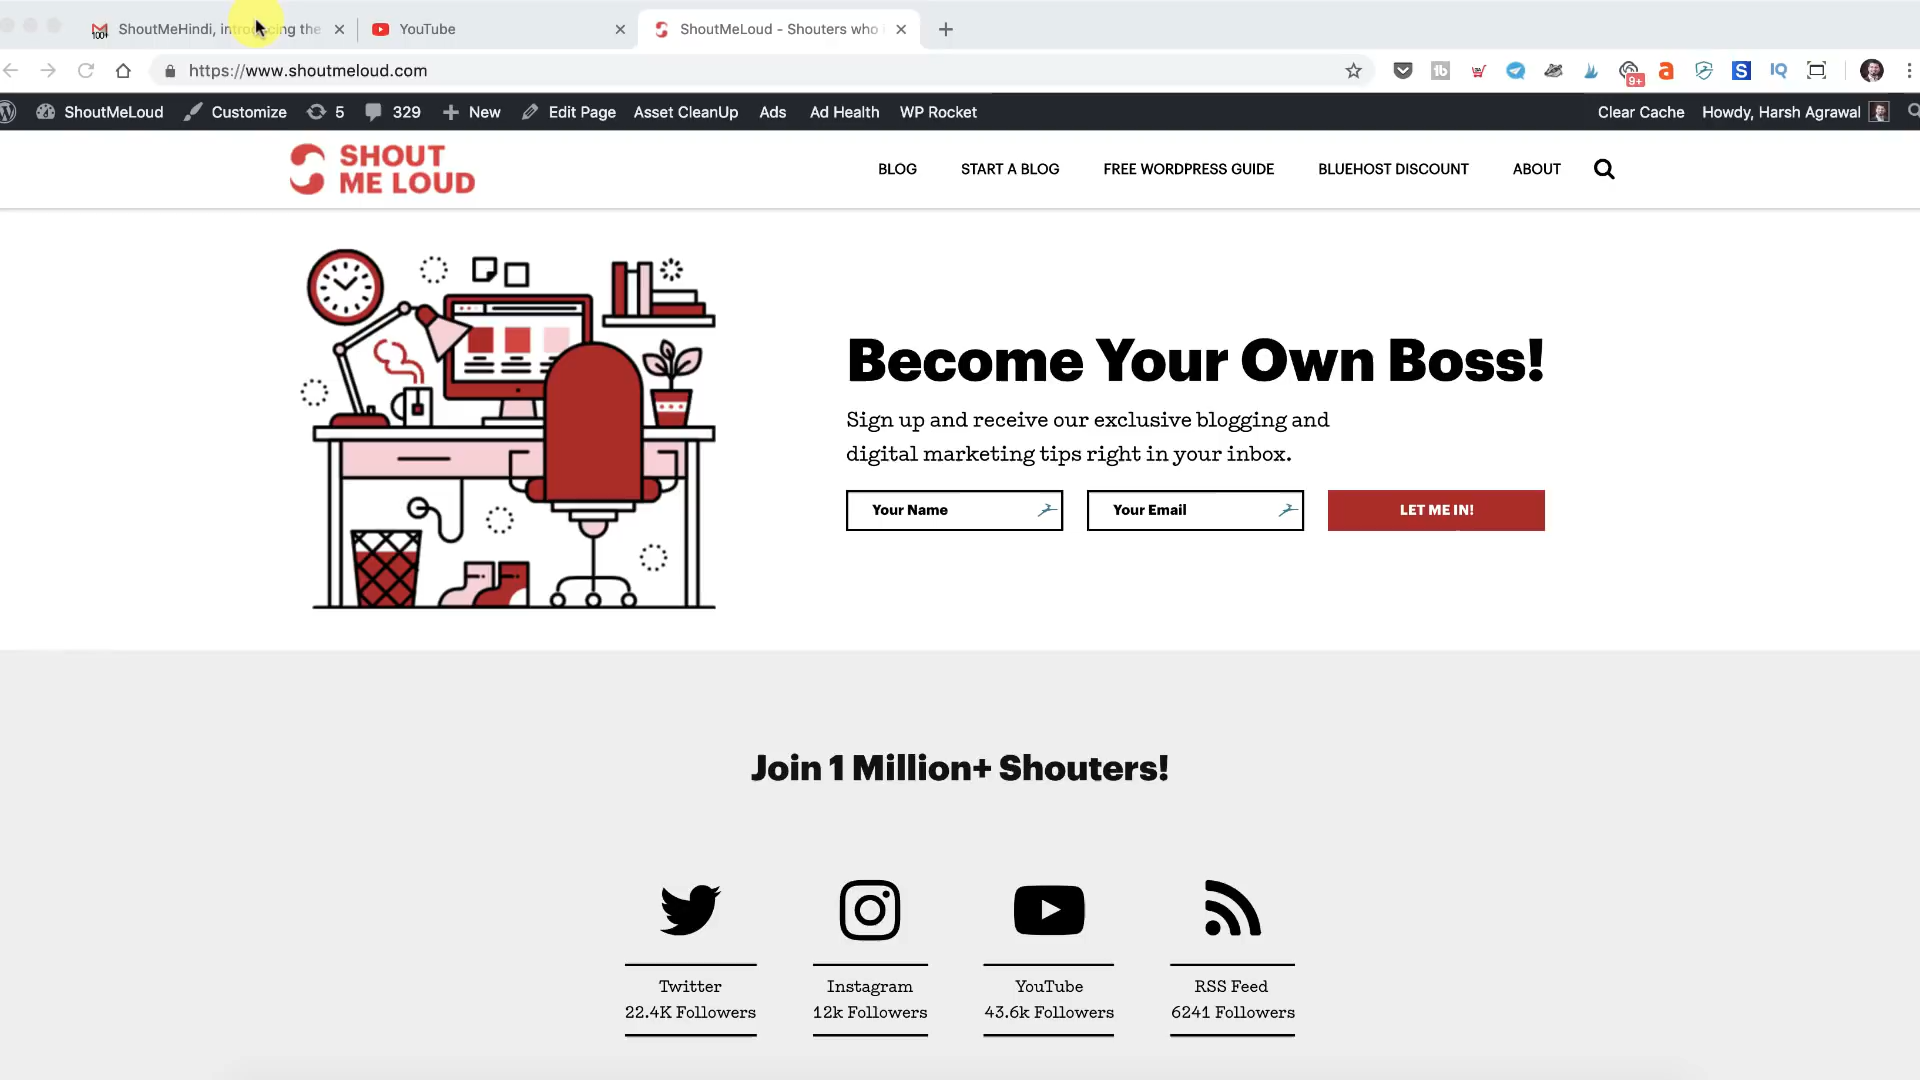 ShoutMeHindi, introducing the
YouTube
ShoutMeLoud - Shouters who
https://www.shoutmeloud.com
9+
ShoutMeLoud
Customize
5
329
New
Edit Page
Asset CleanUp
Ads
Ad Health
WP Rocket
Clear Cache
Howdy, Harsh Agrawal
SHOUT
ME LOUD
BLOG
START A BLOG
FREE WORDPRESS GUIDE
BLUEHOST DISCOUNT
ABOUT
Become Your Own Boss!
Sign up and receive our exclusive blogging and
digital marketing tips right in your inbox.
Your Name
Your Email
LET ME IN!
Join 1 Million+ Shouters!
Twitter
22.4K Followers
Instagram
12k Followers
YouTube
43.6k Followers
RSS Feed
6241 Followers